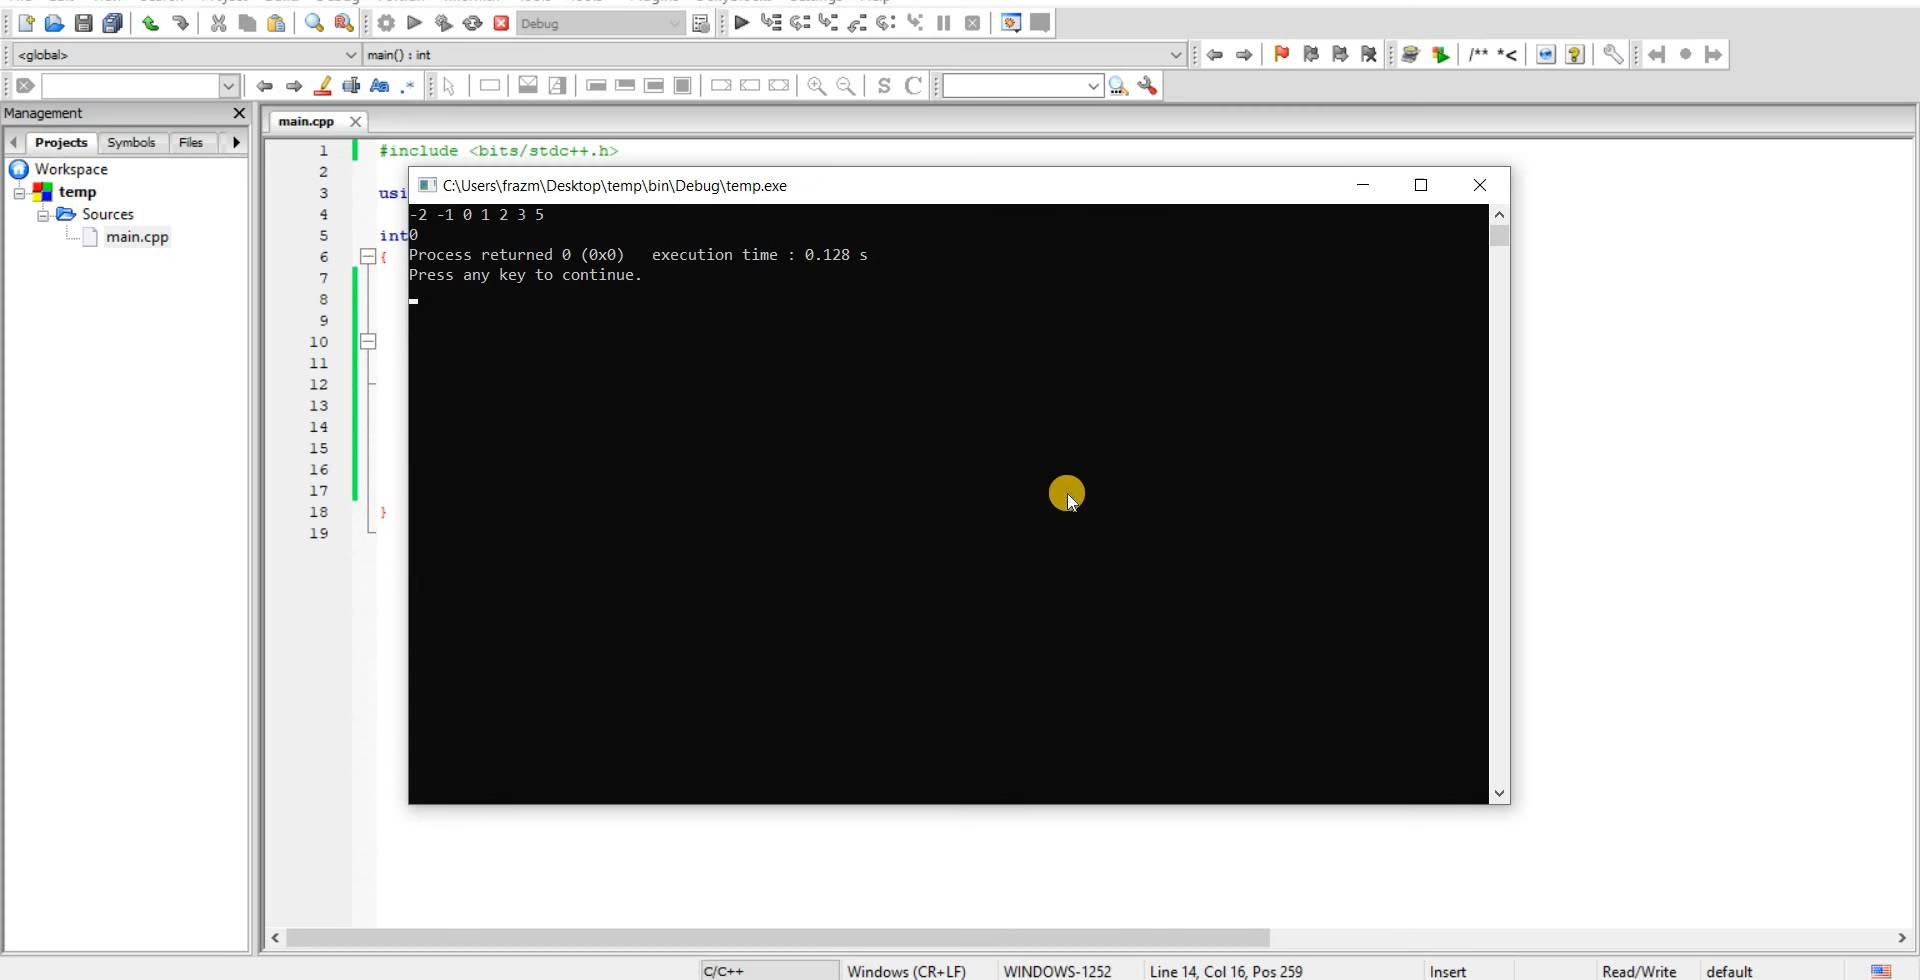 Debug
<global>
main() : int
/** *<
Aa .*
S C
Management
Projects Symbols Files
Workspace
temp
Sources
main.cpp
main.cpp
1 #include <bits/stdc++.h>
2
3 usi
4
5 int
6 {
7
8
9
10
11
12
13
14
15
16
17
18 }
19
C:\Users\frazm\Desktop\temp\bin\Debug\temp.exe
-2 -1 0 1 2 3 5
0
Process returned 0 (0x0)   execution time : 0.128 s
Press any key to continue.
C/C++ Windows (CR+LF) WINDOWS-1252 Line 14, Col 16, Pos 259 Insert Read/Write default